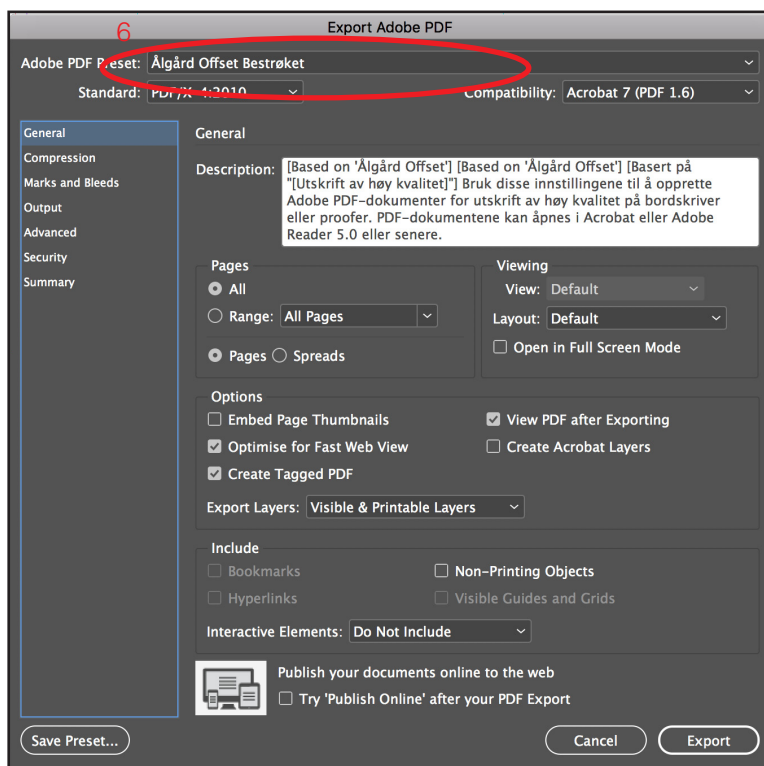 6
Export Adobe PDF
Adobe PDF Preset: Ålgård Offset Bestrøket
Standard: PDF/X-4:2010 Compatibility: Acrobat 7 (PDF 1.6)
General
Compression
Marks and Bleeds
Output
Advanced
Security
Summary
General
Description: [Based on 'Ålgård Offset'] [Based on 'Ålgård Offset'] [Basert på
"[Utskrift av høy kvalitet]"] Bruk disse innstillingene til å opprette
Adobe PDF-dokumenter for utskrift av høy kvalitet på bordskriver
eller proofer. PDF-dokumentene kan åpnes i Acrobat eller Adobe
Reader 5.0 eller senere.
Pages
All
Range: All Pages
Pages Spreads
Viewing
View: Default
Layout: Default
Open in Full Screen Mode
Options
Embed Page Thumbnails
Optimise for Fast Web View
Create Tagged PDF
View PDF after Exporting
Create Acrobat Layers
Export Layers: Visible & Printable Layers
Include
Bookmarks
Hyperlinks
Non-Printing Objects
Visible Guides and Grids
Interactive Elements: Do Not Include
Publish your documents online to the web
Try 'Publish Online' after your PDF Export
Save Preset... Cancel Export